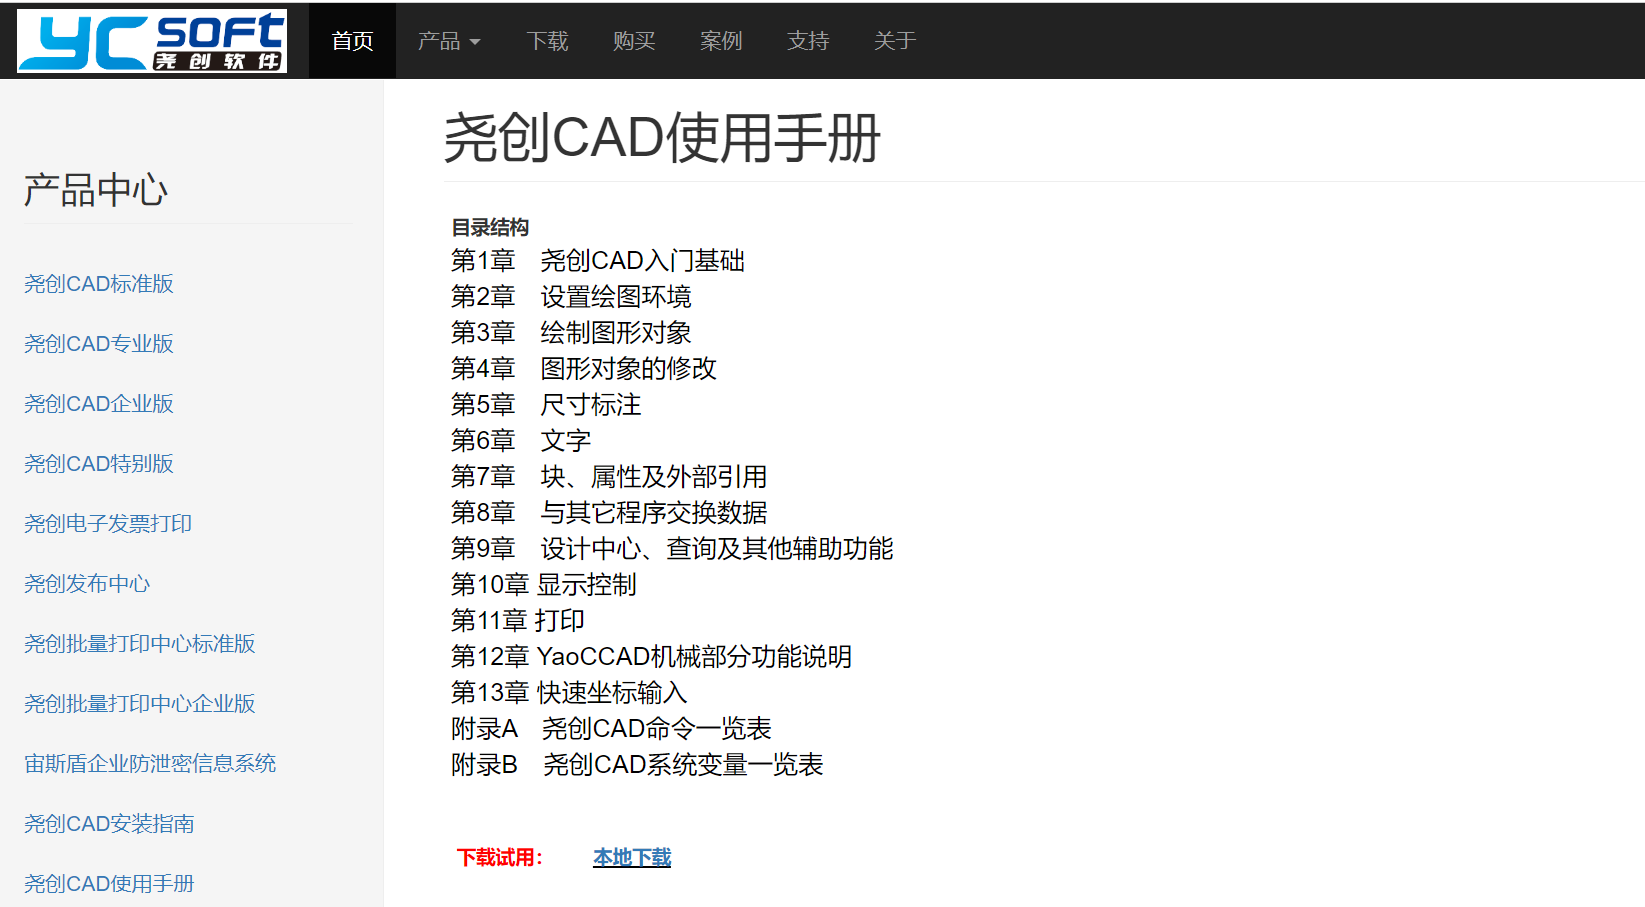 YCSOFT
尧创软件
首页 产品 下载 购买 案例 支持 关于
产品中心
尧创CAD标准版
尧创CAD专业版
尧创CAD企业版
尧创CAD特别版
尧创电子发票打印
尧创发布中心
尧创批量打印中心标准版
尧创批量打印中心企业版
宙斯盾企业防泄密信息系统
尧创CAD安装指南
尧创CAD使用手册
尧创CAD使用手册
目录结构
第1章 尧创CAD入门基础
第2章 设置绘图环境
第3章 绘制图形对象
第4章 图形对象的修改
第5章 尺寸标注
第6章 文字
第7章 块、属性及外部引用
第8章 与其它程序交换数据
第9章 设计中心、查询及其他辅助功能
第10章 显示控制
第11章 打印
第12章 YaoCCAD机械部分功能说明
第13章 快速坐标输入
附录A 尧创CAD命令一览表
附录B 尧创CAD系统变量一览表
下载试用： 本地下载